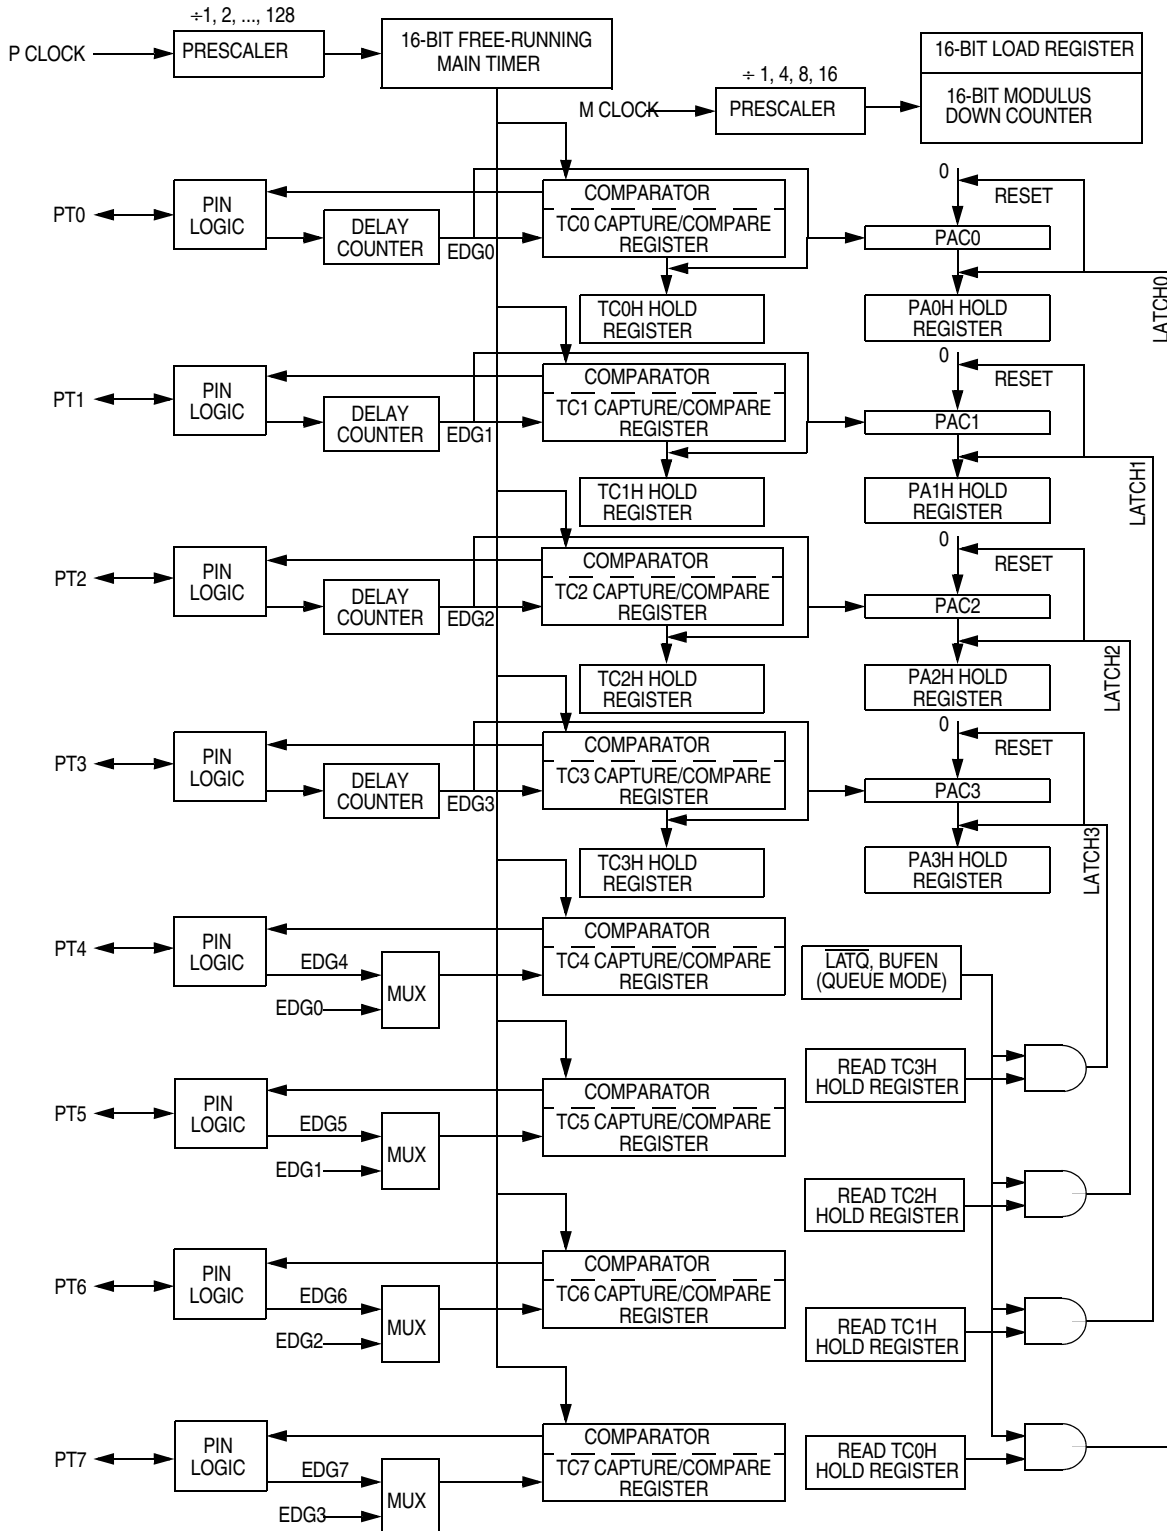 ÷1, 2, ..., 128
P CLOCK
PRESCALER
16-BIT FREE-RUNNING
MAIN TIMER
÷ 1, 4, 8, 16
M CLOCK
PRESCALER
16-BIT LOAD REGISTER
16-BIT MODULUS
DOWN COUNTER
PT0
PIN
LOGIC
DELAY
COUNTER
EDG0
COMPARATOR
TC0 CAPTURE/COMPARE
REGISTER
TC0H HOLD
REGISTER
0
RESET
PAC0
PA0H HOLD
REGISTER
LATCH0
PT1
PIN
LOGIC
DELAY
COUNTER
EDG1
COMPARATOR
TC1 CAPTURE/COMPARE
REGISTER
TC1H HOLD
REGISTER
0
RESET
PAC1
PA1H HOLD
REGISTER
LATCH1
PT2
PIN
LOGIC
DELAY
COUNTER
EDG2
COMPARATOR
TC2 CAPTURE/COMPARE
REGISTER
TC2H HOLD
REGISTER
0
RESET
PAC2
PA2H HOLD
REGISTER
LATCH2
PT3
PIN
LOGIC
DELAY
COUNTER
EDG3
COMPARATOR
TC3 CAPTURE/COMPARE
REGISTER
TC3H HOLD
REGISTER
0
RESET
PAC3
PA3H HOLD
REGISTER
LATCH3
PT4
PIN
LOGIC
EDG4
EDG0
MUX
COMPARATOR
TC4 CAPTURE/COMPARE
REGISTER
L̅A̅T̅Q̅, BUFEN
(QUEUE MODE)
READ TC3H
HOLD REGISTER
PT5
PIN
LOGIC
EDG5
EDG1
MUX
COMPARATOR
TC5 CAPTURE/COMPARE
REGISTER
READ TC2H
HOLD REGISTER
PT6
PIN
LOGIC
EDG6
EDG2
MUX
COMPARATOR
TC6 CAPTURE/COMPARE
REGISTER
READ TC1H
HOLD REGISTER
PT7
PIN
LOGIC
EDG7
EDG3
MUX
COMPARATOR
TC7 CAPTURE/COMPARE
REGISTER
READ TC0H
HOLD REGISTER